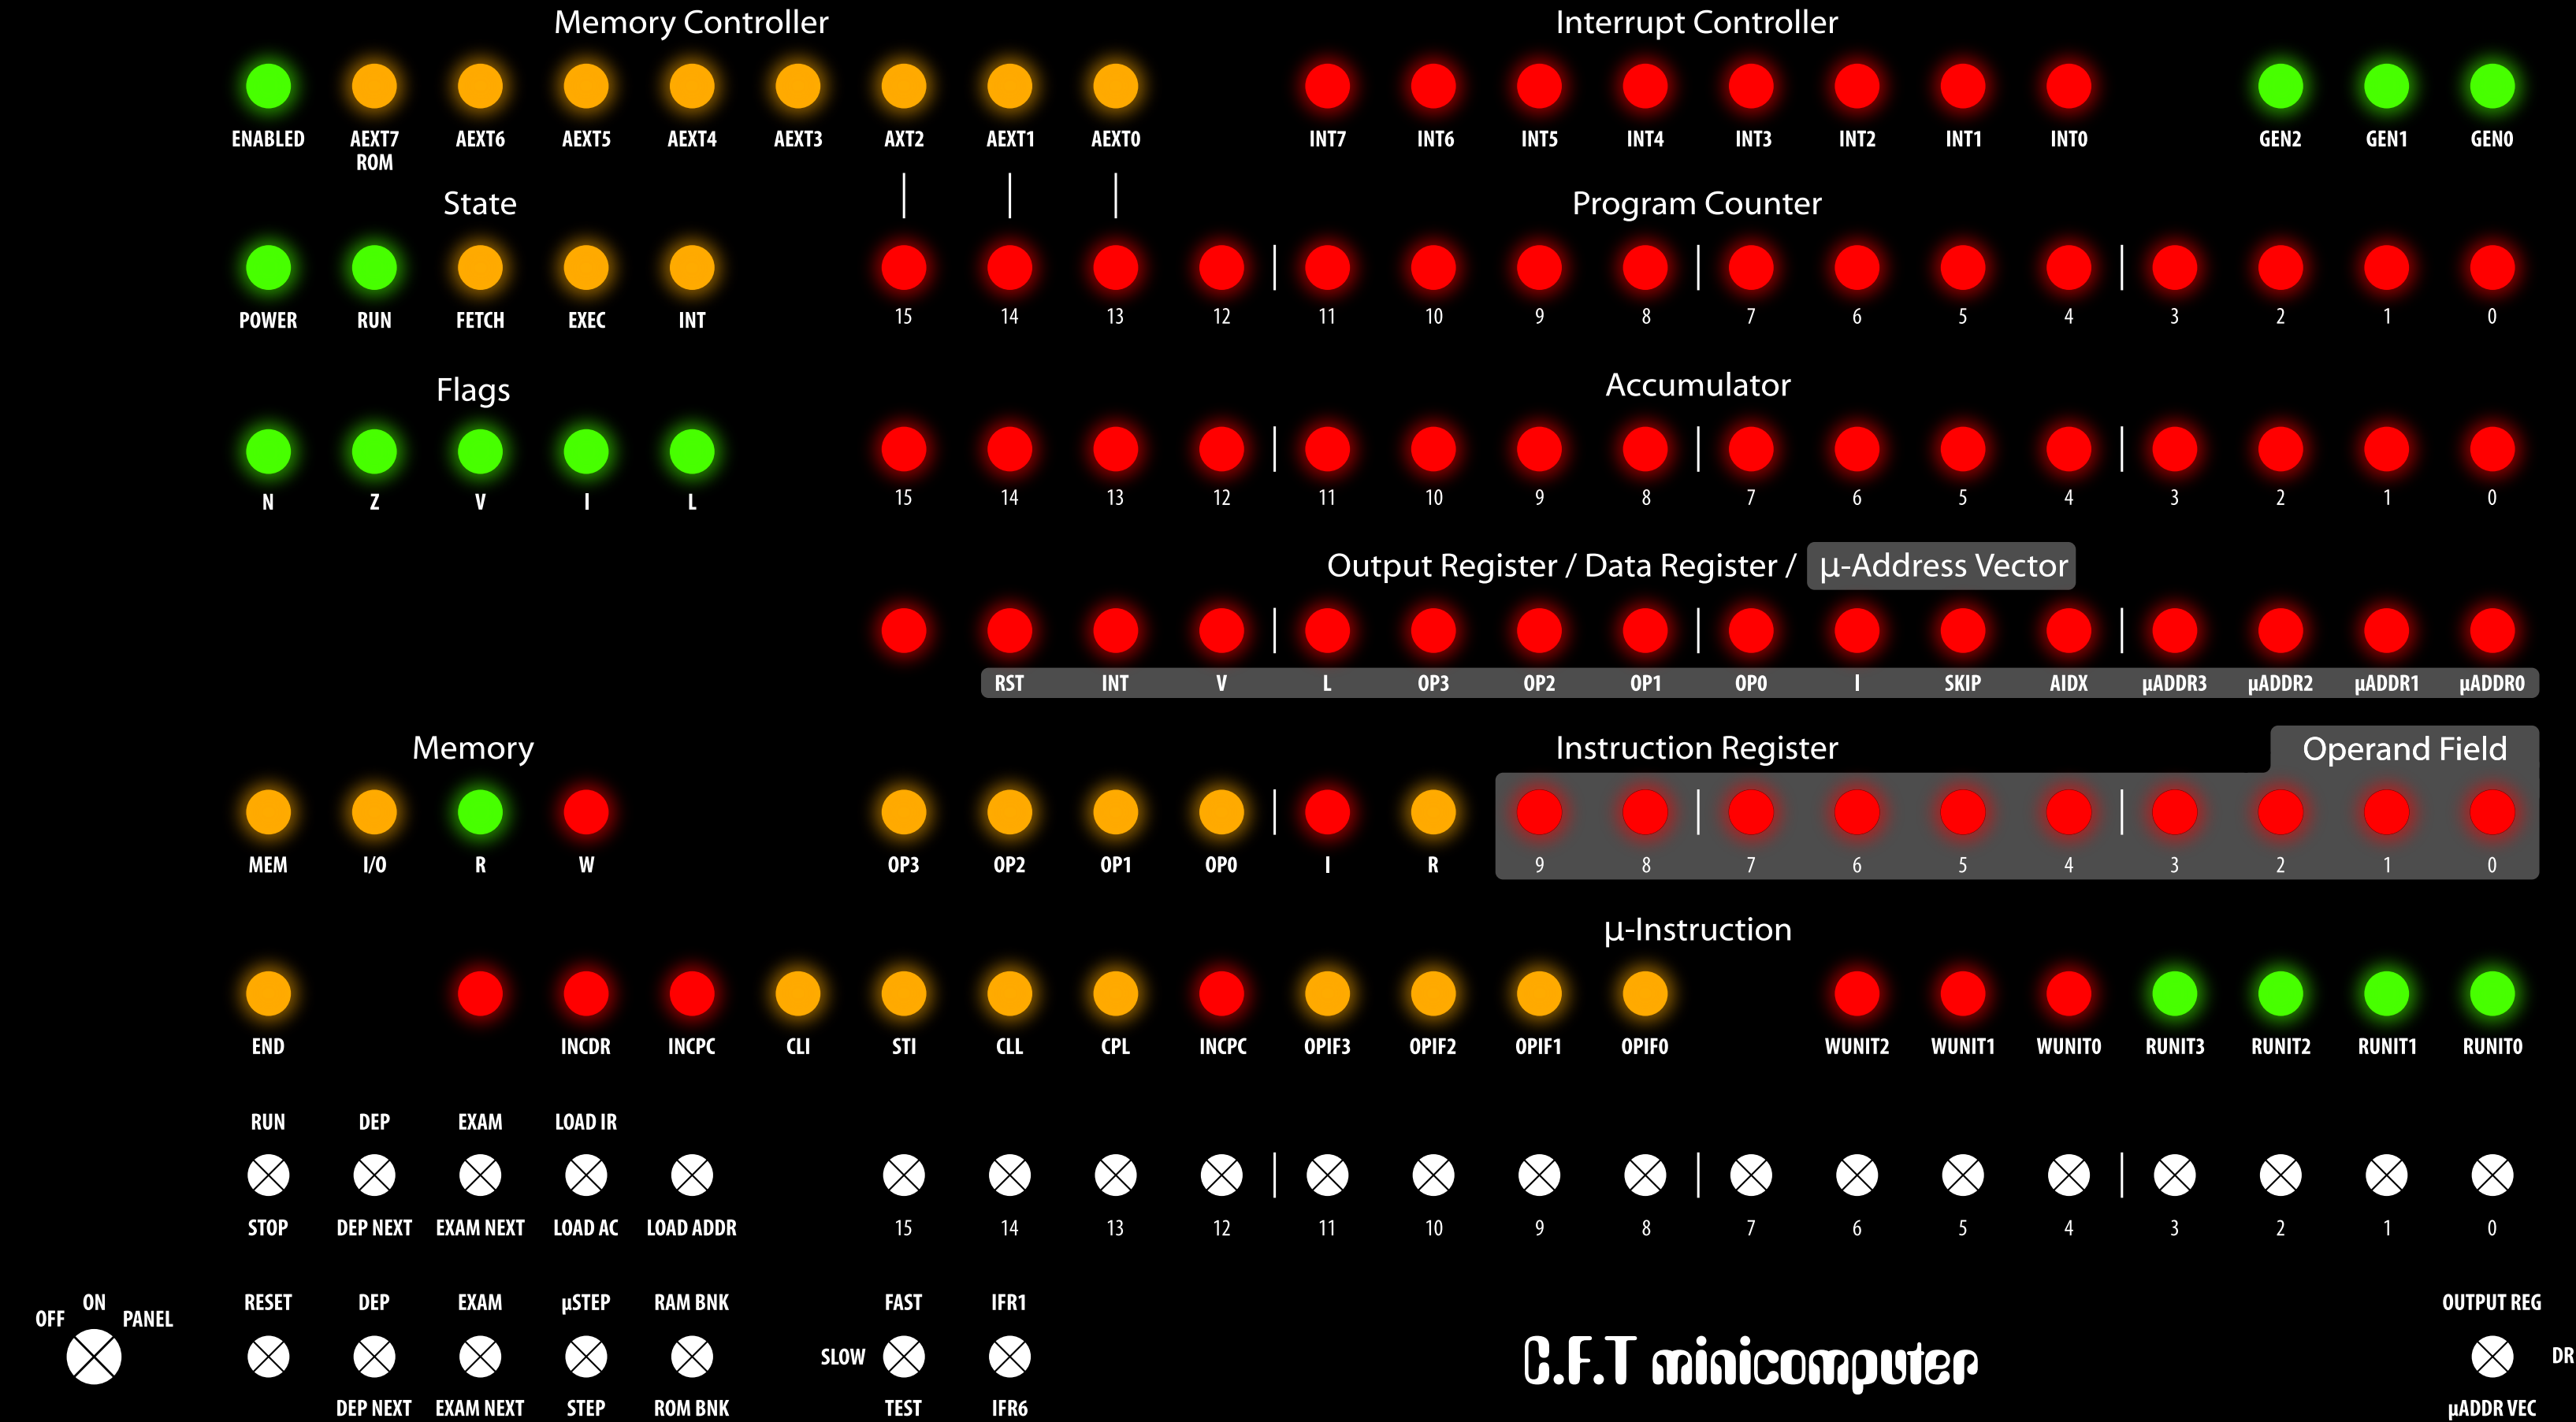 Memory Controller Interrupt Controller
ENABLED AEXT7 AEXT6 AEXT5 AEXT4 AEXT3 AXT2 AEXT1 AEXT0 INT7 INT6 INT5 INT4 INT3 INT2 INT1 INT0 GEN2 GEN1 GEN0
ROM
State Program Counter
POWER RUN FETCH EXEC INT 15 14 13 12 11 10 9 8 7 6 5 4 3 2 1 0
Flags Accumulator
N Z V I L 15 14 13 12 11 10 9 8 7 6 5 4 3 2 1 0
Output Register / Data Register / µ-Address Vector
RST INT V L OP3 OP2 OP1 OP0 I SKIP AIDX µADDR3 µADDR2 µADDR1 µADDR0
Memory Instruction Register Operand Field
MEM I/O R W OP3 OP2 OP1 OP0 I R 9 8 7 6 5 4 3 2 1 0
µ-Instruction
END INCDR INCPC CLI STI CLL CPL INCPC OPIF3 OPIF2 OPIF1 OPIF0 WUNIT2 WUNIT1 WUNIT0 RUNIT3 RUNIT2 RUNIT1 RUNIT0
RUN DEP EXAM LOAD IR
STOP DEP NEXT EXAM NEXT LOAD AC LOAD ADDR 15 14 13 12 11 10 9 8 7 6 5 4 3 2 1 0
OFF ON PANEL RESET DEP EXAM µSTEP RAM BNK FAST IFR1 OUTPUT REG
SLOW C.F.T minicomputer DR
DEP NEXT EXAM NEXT STEP ROM BNK TEST IFR6 µADDR VEC